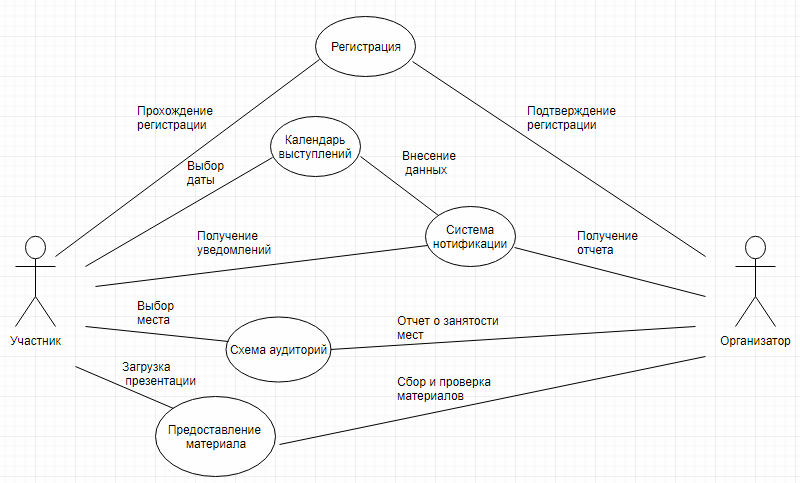 Регистрация
Прохождение
регистрации
Подтверждение
регистрации
Календарь
выступлений
Выбор
даты
Внесение
данных
Система
нотификации
Получение
уведомлений
Получение
отчета
Участник
Организатор
Выбор
места
Схема аудиторий
Отчет о занятости
мест
Загрузка
презентации
Сбор и проверка
материалов
Предоставление
материала